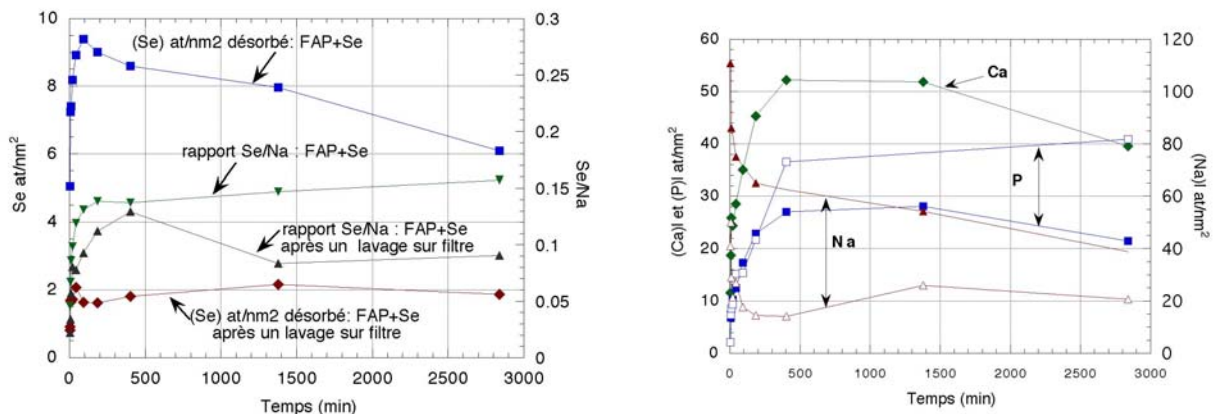 10
8
6
4
2
0
Se at/nm²
0.3
0.25
0.2
0.15
0.1
0.05
0
Se/Na
(Se) at/nm2 désorbé: FAP+Se
rapport Se/Na : FAP+Se
rapport Se/Na : FAP+Se
après un lavage sur filtre
(Se) at/nm2 désorbé: FAP+Se
après un lavage sur filtre
0 500 1000 1500 2000 2500 3000
Temps (min)
60
50
40
30
20
10
0
(Ca)l et (P)l at/nm²
120
100
80
60
40
20
0
(Na)l at/nm²
Ca
P
Na
0 500 1000 1500 2000 2500 3000
Temps (min)